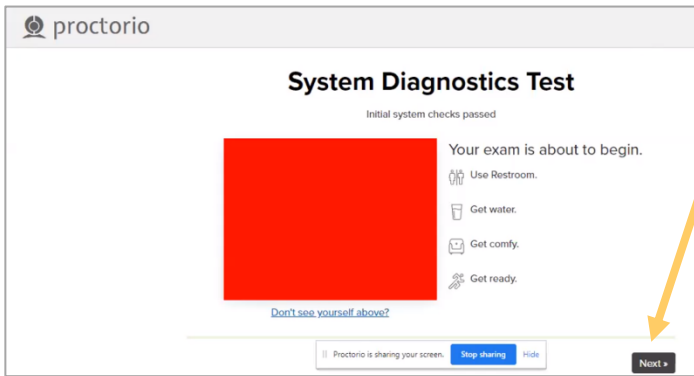 proctorio
System Diagnostics Test
Initial system checks passed
Your exam is about to begin.
Use Restroom.
Get water.
Get comfy.
Get ready.
Don't see yourself above?
Proctorio is sharing your screen. Stop sharing Hide
Next »